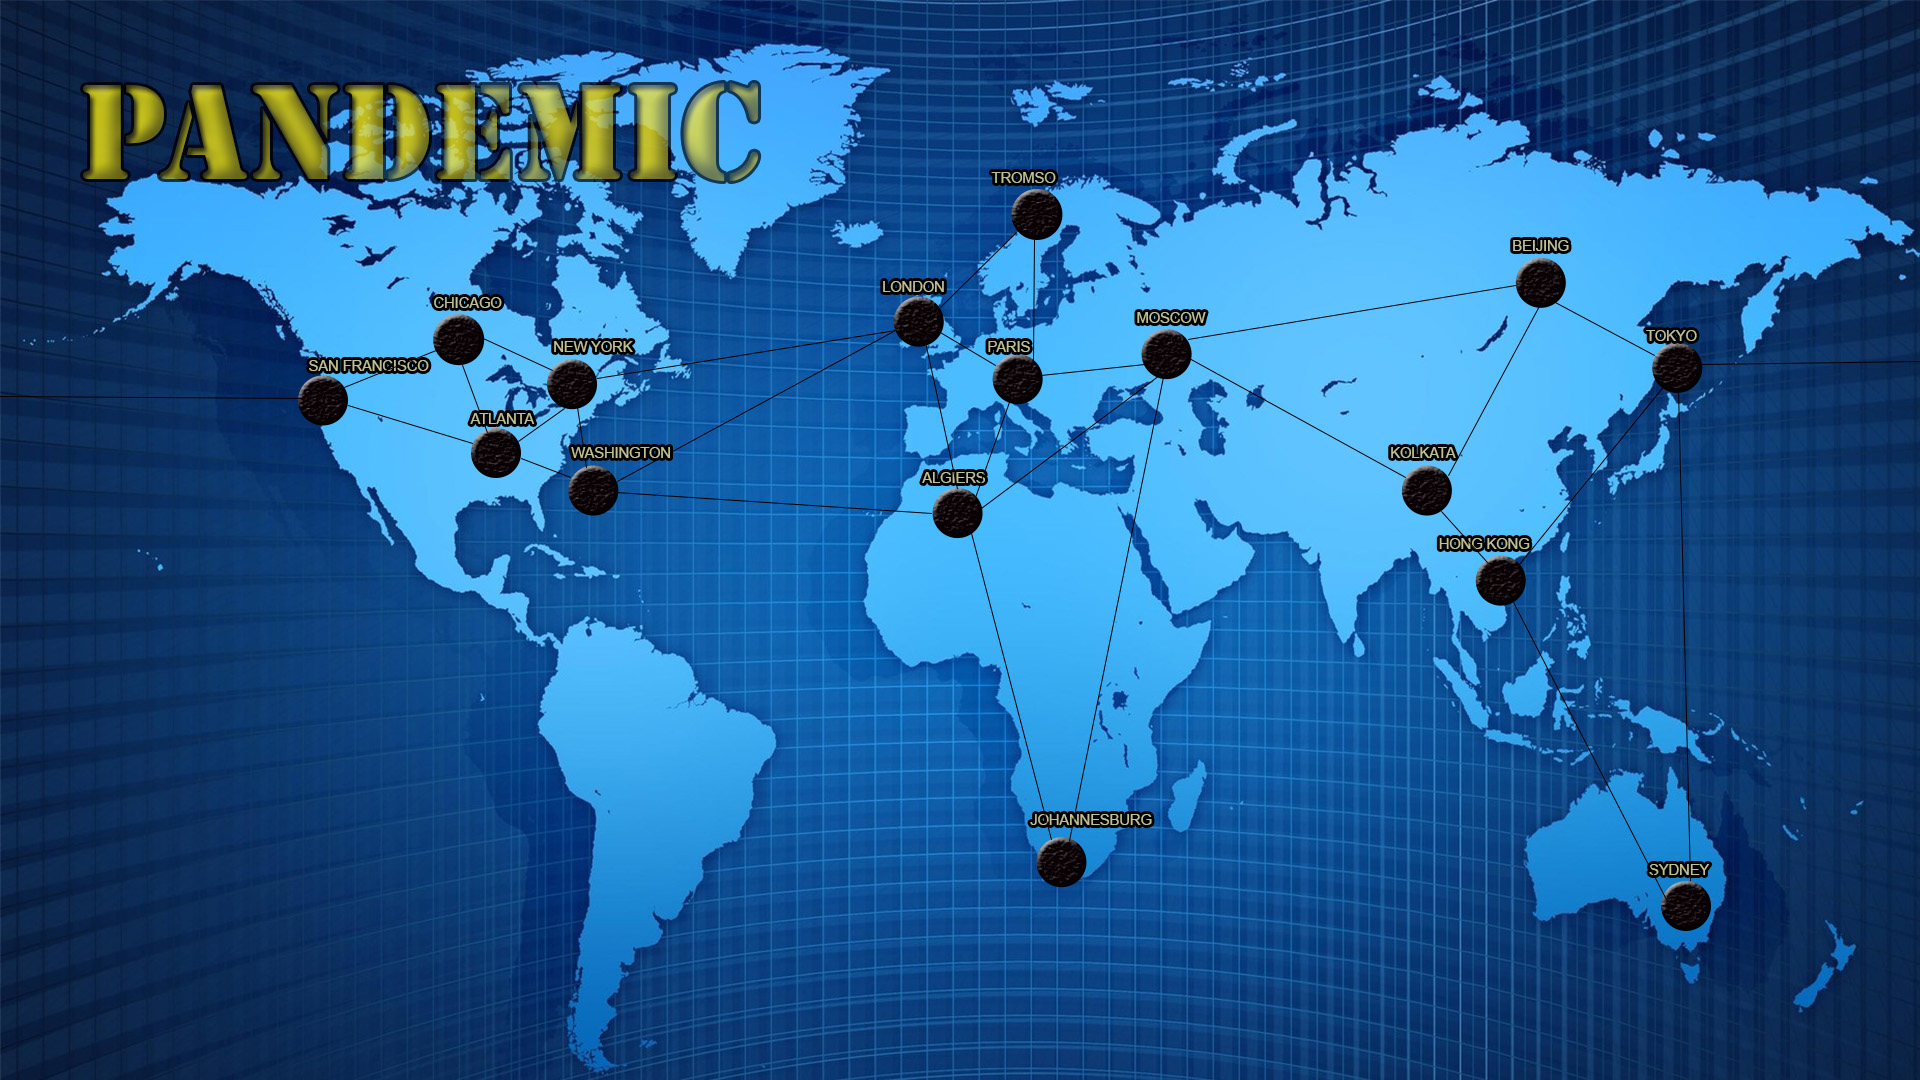 PANDEMIC
TROMSO
BEIJING
LONDON
CHICAGO
MOSCOW
TOKYO
NEW YORK
PARIS
SAN FRANCISCO
ATLANTA
WASHINGTON
KOLKATA
ALGIERS
HONG KONG
JOHANNESBURG
SYDNEY